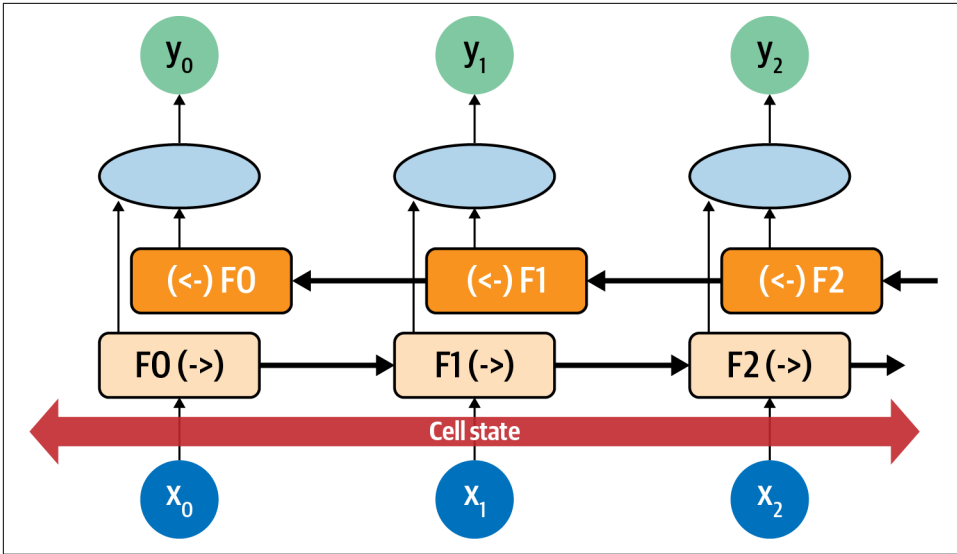 y₀ y₁ y₂
(<-) F0 (<-) F1 (<-) F2
F0 (->) F1 (->) F2 (->)
Cell state
x₀ x₁ x₂